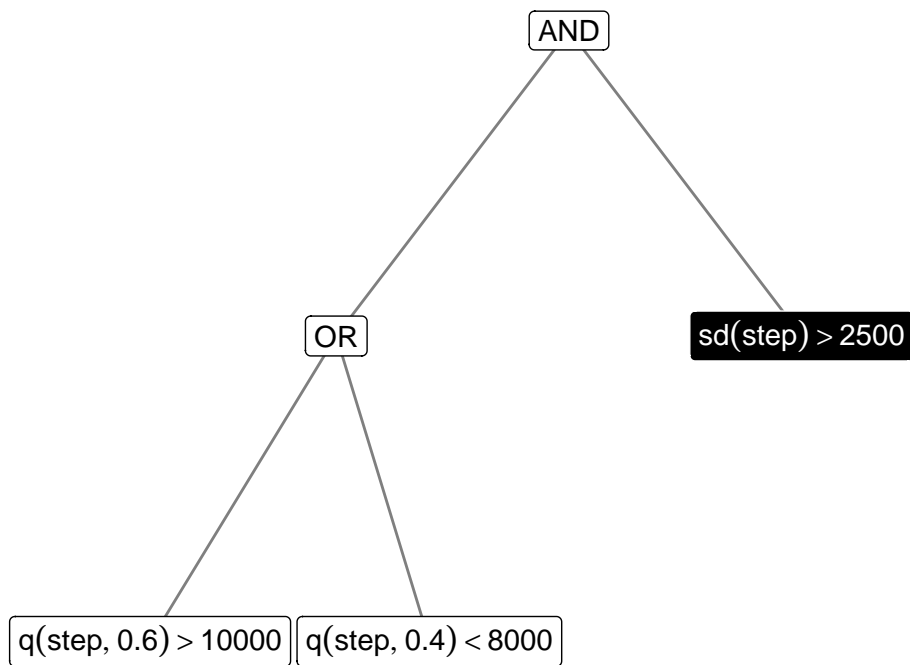 AND
OR
sd(step) > 2500
q(step, 0.6) > 10000
q(step, 0.4) < 8000